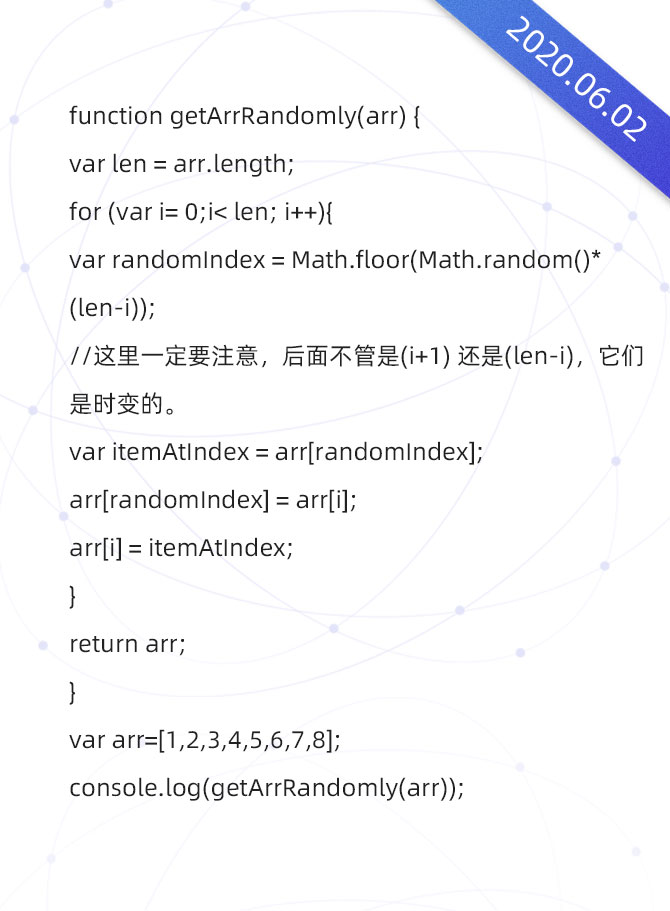 2020.06.02
function getArrRandomly(arr) {
var len = arr.length;
for (var i= 0;i< len; i++){
var randomIndex = Math.floor(Math.random()*
(len-i));
//这里一定要注意，后面不管是(i+1) 还是(len-i)，它们
是时变的。
var itemAtIndex = arr[randomIndex];
arr[randomIndex] = arr[i];
arr[i] = itemAtIndex;
}
return arr;
}
var arr=[1,2,3,4,5,6,7,8];
console.log(getArrRandomly(arr));